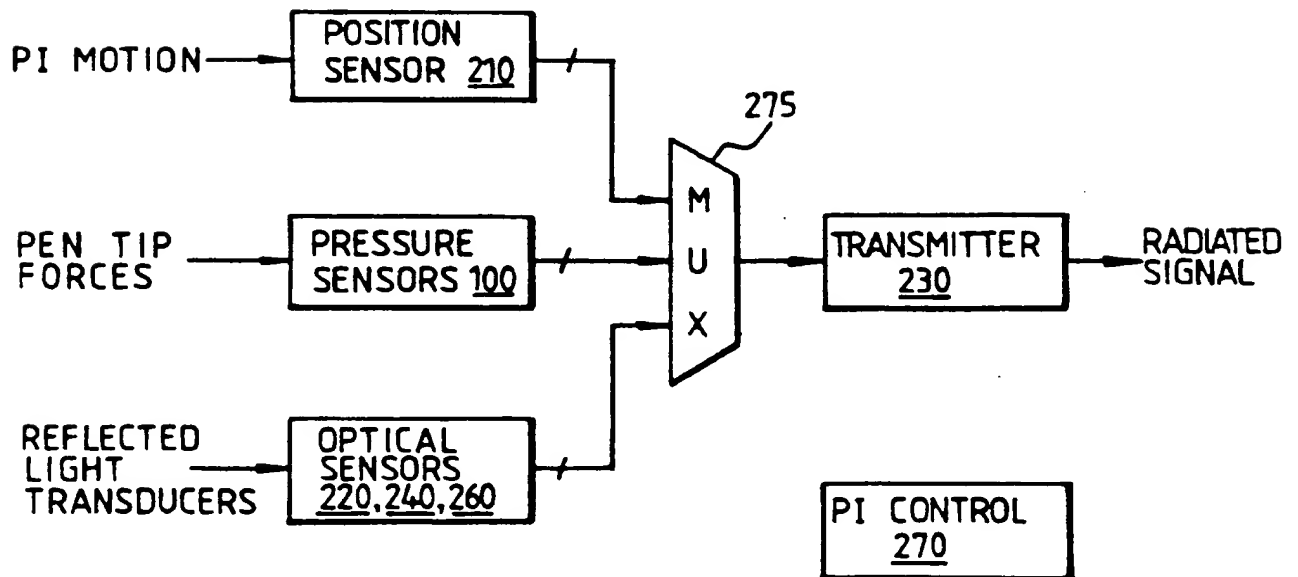 PI MOTION
POSITION
SENSOR 210
275
PEN TIP
FORCES
PRESSURE
SENSORS 100
M
U
X
TRANSMITTER
230
RADIATED
SIGNAL
REFLECTED
LIGHT
TRANSDUCERS
OPTICAL
SENSORS
220, 240, 260
PI CONTROL
270